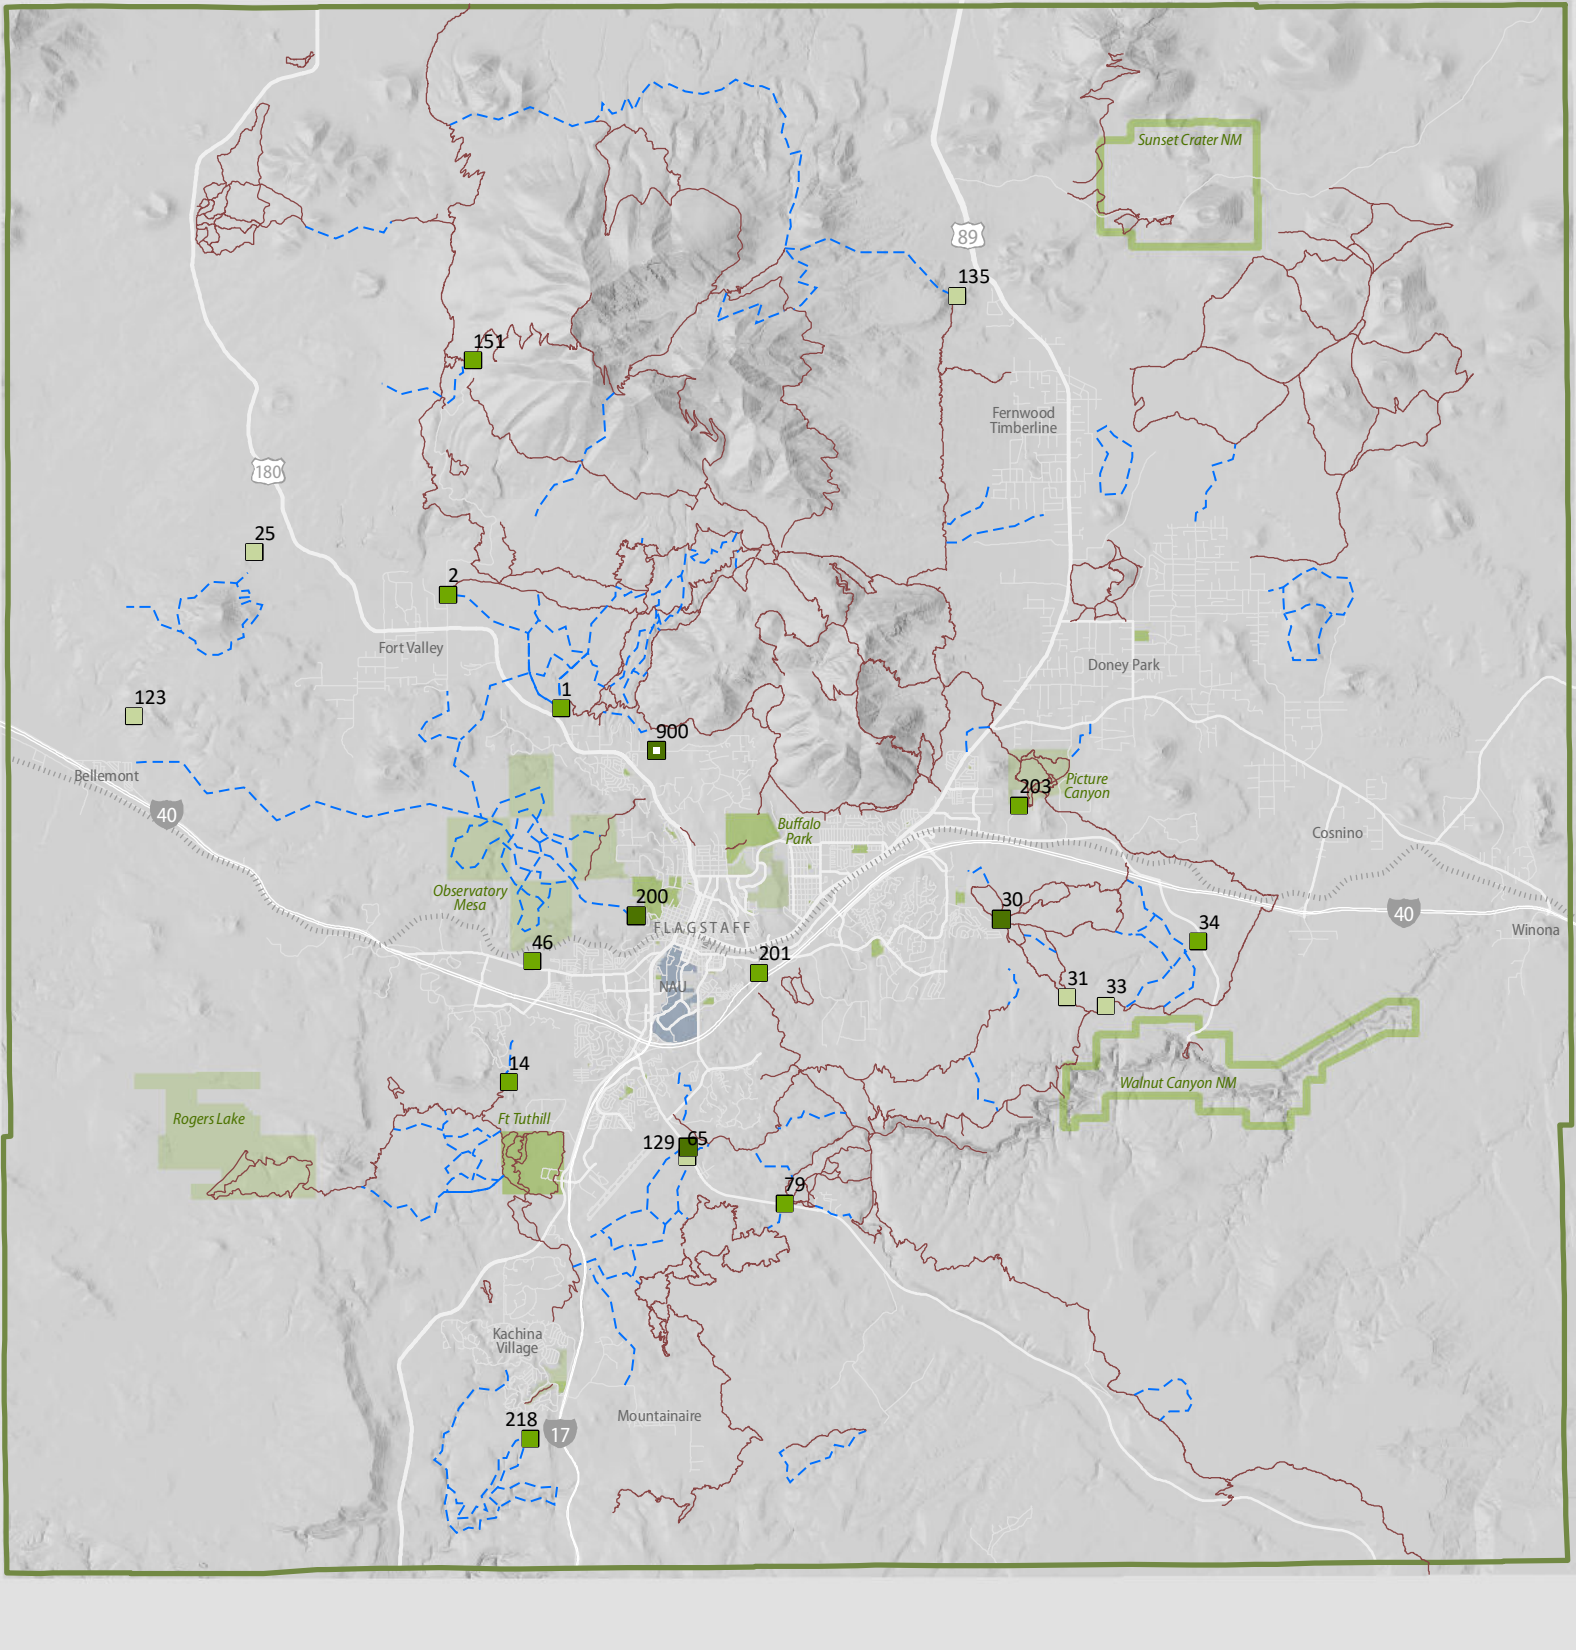 Sunset Crater NM
89
135
151
Fernwood
Timberline
180
25
2
Fort Valley
Doney Park
1
123
900
Bellemont
40
Picture
Canyon
203
Buffalo
Park
Cosnino
Observatory
Mesa
200
FLAGSTAFF
30
40
34
Winona
46
201
NAU
31
33
14
Walnut Canyon NM
Rogers Lake
Ft Tuthill
129
65
79
Kachina
Village
218
17
Mountainaire